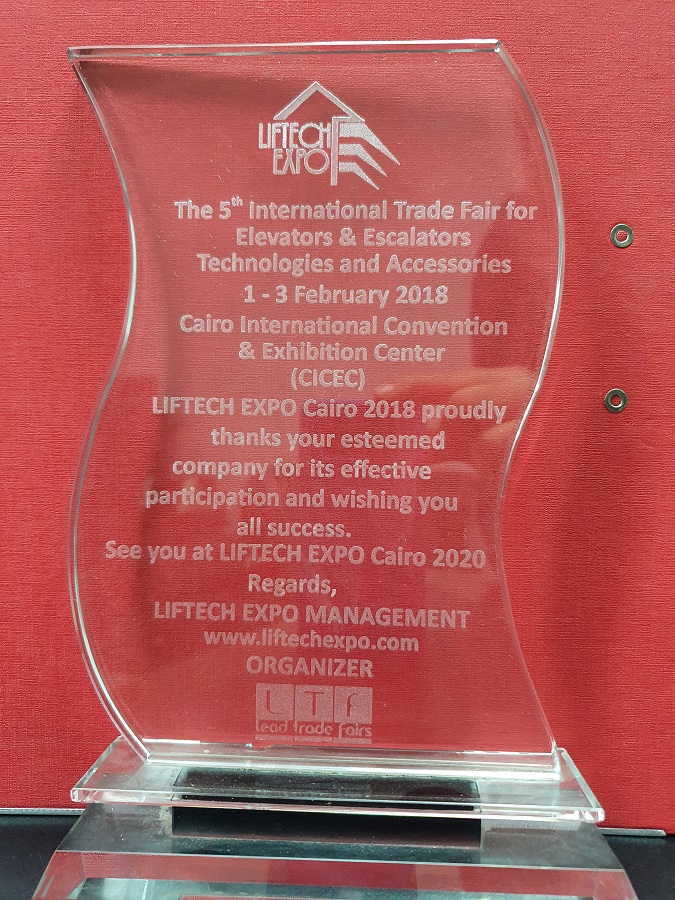 LIFTECH
EXPO
The 5th International Trade Fair for
Elevators & Escalators
Technologies and Accessories
1 - 3 February 2018
Cairo International Convention
& Exhibition Center
(CICEC)
LIFTECH EXPO Cairo 2018 proudly
thanks your esteemed
company for its effective
participation and wishing you
all success.
See you at LIFTECH EXPO Cairo 2020
Regards,
LIFTECH EXPO MANAGEMENT
www.liftechexpo.com
ORGANIZER
LTF
lead trade fairs